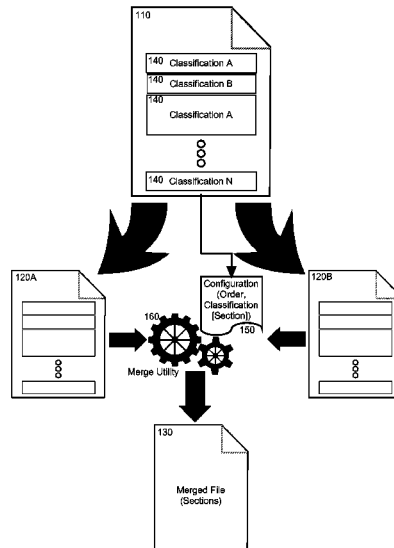 110
140 Classification A
140 Classification B
140
Classification A
140 Classification N
120A
Configuration
(Order,
Classification
[Section])
150
120B
160
Merge Utility
130
Merged File
(Sections)